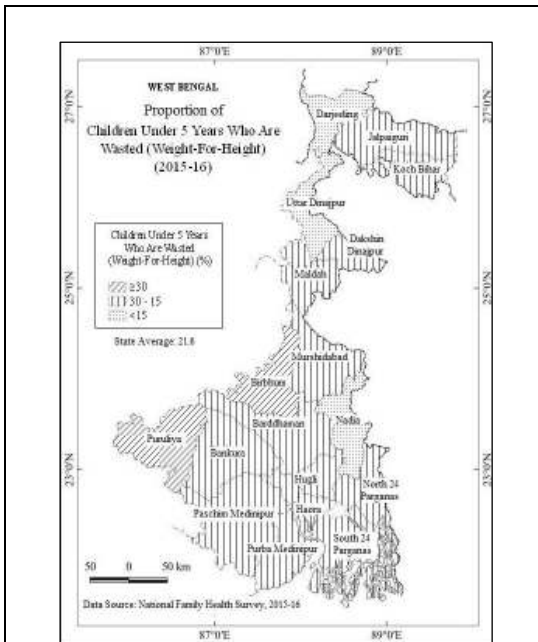 87°0'E 89°0'E
WEST BENGAL
Proportion of
Children Under 5 Years Who Are
Wasted (Weight-For-Height)
(2015-16)
27°0'N 27°0'N
Darjeeling
Jalpaiguri
Koch Bihar
Uttar Dinajpur
Dakshin
Dinajpur
Maldah
Children Under 5 Years
Who Are Wasted
(Weight-For-Height) (%)
≥30
30 - 15
<15
State Average: 21.6
25°0'N 25°0'N
Murshidabad
Birbhum
Barddhaman
Nadia
Puruliya
Bankura
23°0'N 23°0'N
Hugli
North 24
Parganas
Paschim Medinipur
Haora
South 24
Parganas
Purba Medinipur
50 0 50 km
Data Source: National Family Health Survey, 2015-16
87°0'E 89°0'E